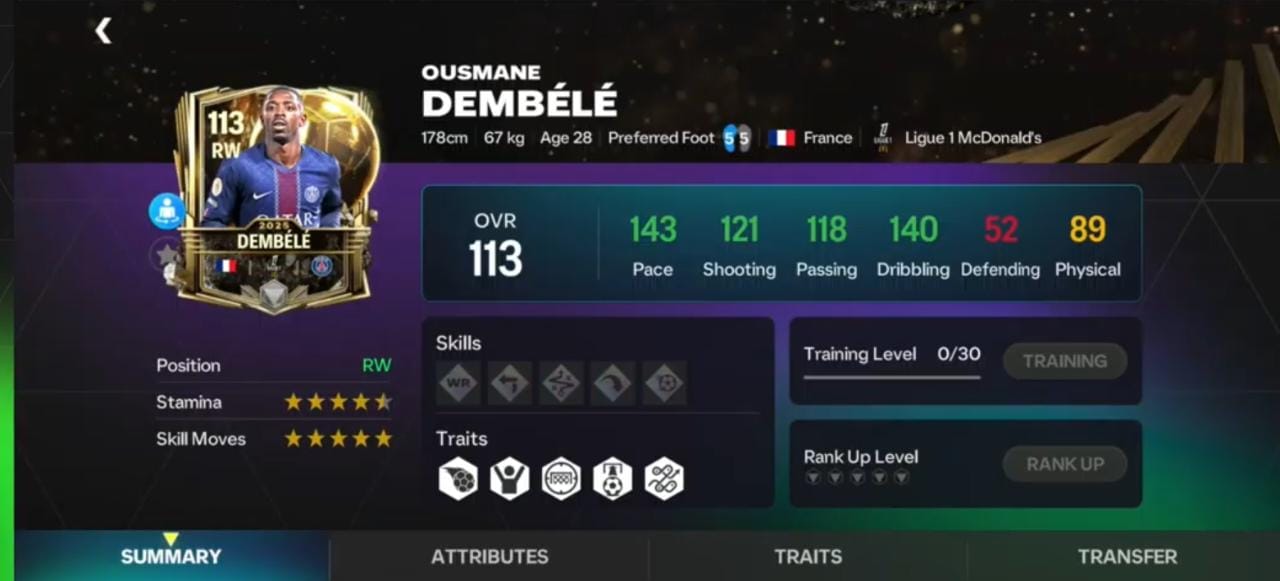 OUSMANE
DEMBÉLÉ
178cm 67 kg Age 28 Preferred Foot 5 5 France Ligue 1 McDonald's
113
RW
QATAR
2025
DEMBÉLÉ
OVR
113
143 121 118 140 52 89
Pace Shooting Passing Dribbling Defending Physical
Position RW
Stamina
Skill Moves
Skills
WR
Traits
Training Level 0/30 TRAINING
Rank Up Level RANK UP
SUMMARY ATTRIBUTES TRAITS TRANSFER